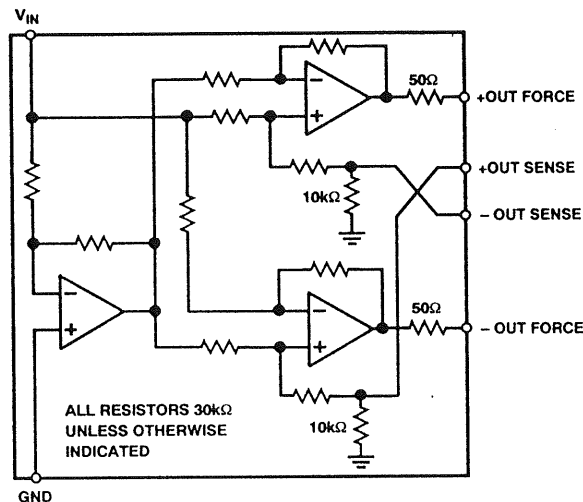 VIN
50Ω
+OUT FORCE
+OUT SENSE
10kΩ
– OUT SENSE
50Ω
– OUT FORCE
ALL RESISTORS 30kΩ
UNLESS OTHERWISE
INDICATED
10kΩ
GND